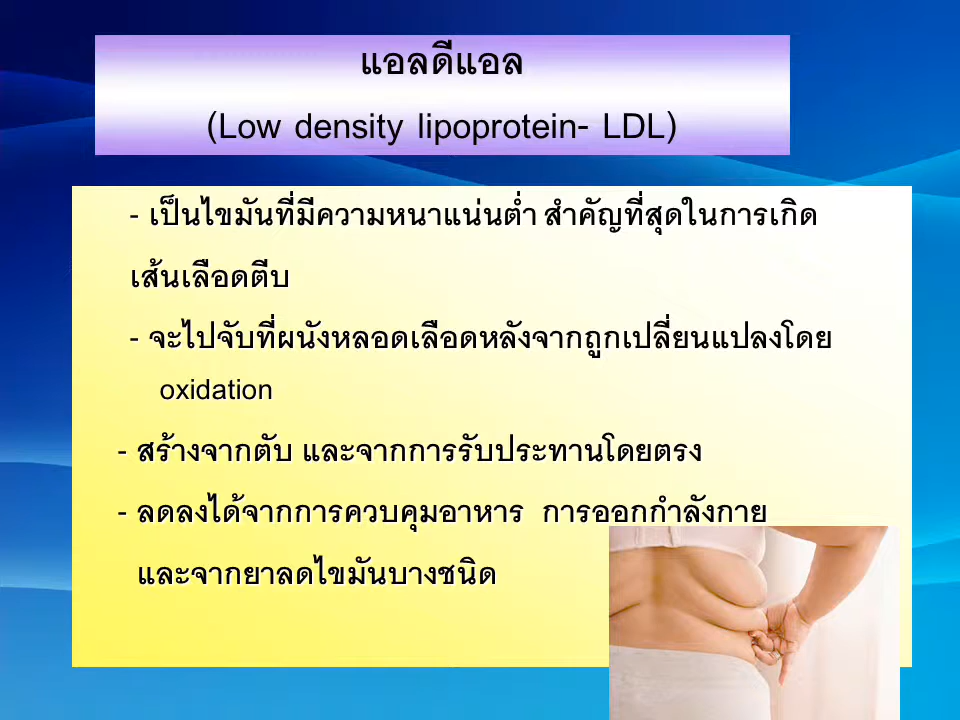 แอลดีแอล
(Low density lipoprotein- LDL)
- เป็นไขมันที่มีความหนาแน่นต่ำ สำคัญที่สุดในการเกิด
เส้นเลือดตีบ
- จะไปจับที่ผนังหลอดเลือดหลังจากถูกเปลี่ยนแปลงโดย
oxidation
- สร้างจากตับ และจากการรับประทานโดยตรง
- ลดลงได้จากการควบคุมอาหาร การออกกำลังกาย
และจากยาลดไขมันบางชนิด